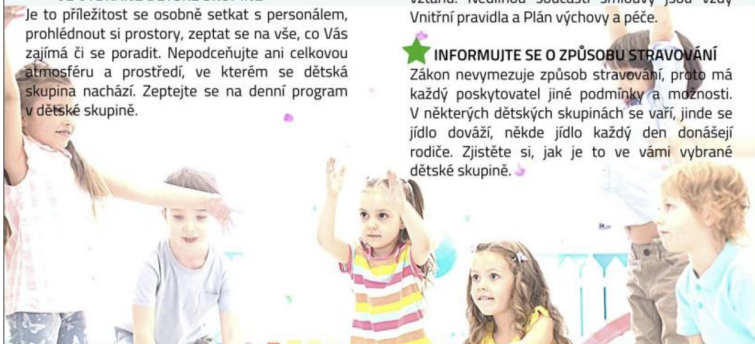 Je to příležitost se osobně setkat s personálem,
prohlédnout si prostory, zeptat se na vše, co Vás
zajímá či se poradit. Nepodceňujte ani celkovou
atmosféru a prostředí, ve kterém se dětská
skupina nachází. Zeptejte se na denní program
v dětské skupině.
Vnitřní pravidla a Plán výchovy a péče.
INFORMUJTE SE O ZPŮSOBU STRAVOVÁNÍ
Zákon nevymezuje způsob stravování, proto má
každý poskytovatel jiné podmínky a možnosti.
V některých dětských skupinách se vaří, jinde se
jídlo dováží, někde jídlo každý den donášejí
rodiče. Zjistěte si, jak je to ve vámi vybrané
dětské skupině.